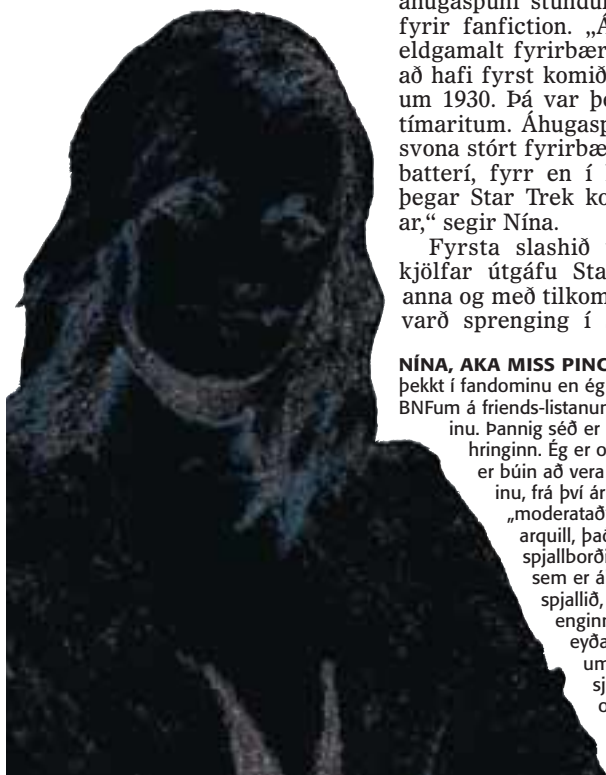 áhugaspuni stundu
fyrir fanfiction. „Á
eldgamalt fyrirbær
að hafi fyrst komið
um 1930. Þá var þe
tímaritum. Áhugasp
svona stórt fyrirbæ
batterí, fyrr en í
þegar Star Trek ko
ar,“ segir Nína.
Fyrsta slashið
kjölfar útgáfu Sta
anna og með tilkom
varð sprenging í
NÍNA, AKA MISS PINC
þekkt í fandominu en ég
BNFum á friends-listanum
inu. Þannig séð er
hringinn. Ég er o
er búin að vera
inu, frá því ár
„moderatað
arquill, það
spjallborði
sem er á
spjallið,
enginn
eyða
um
sj
o